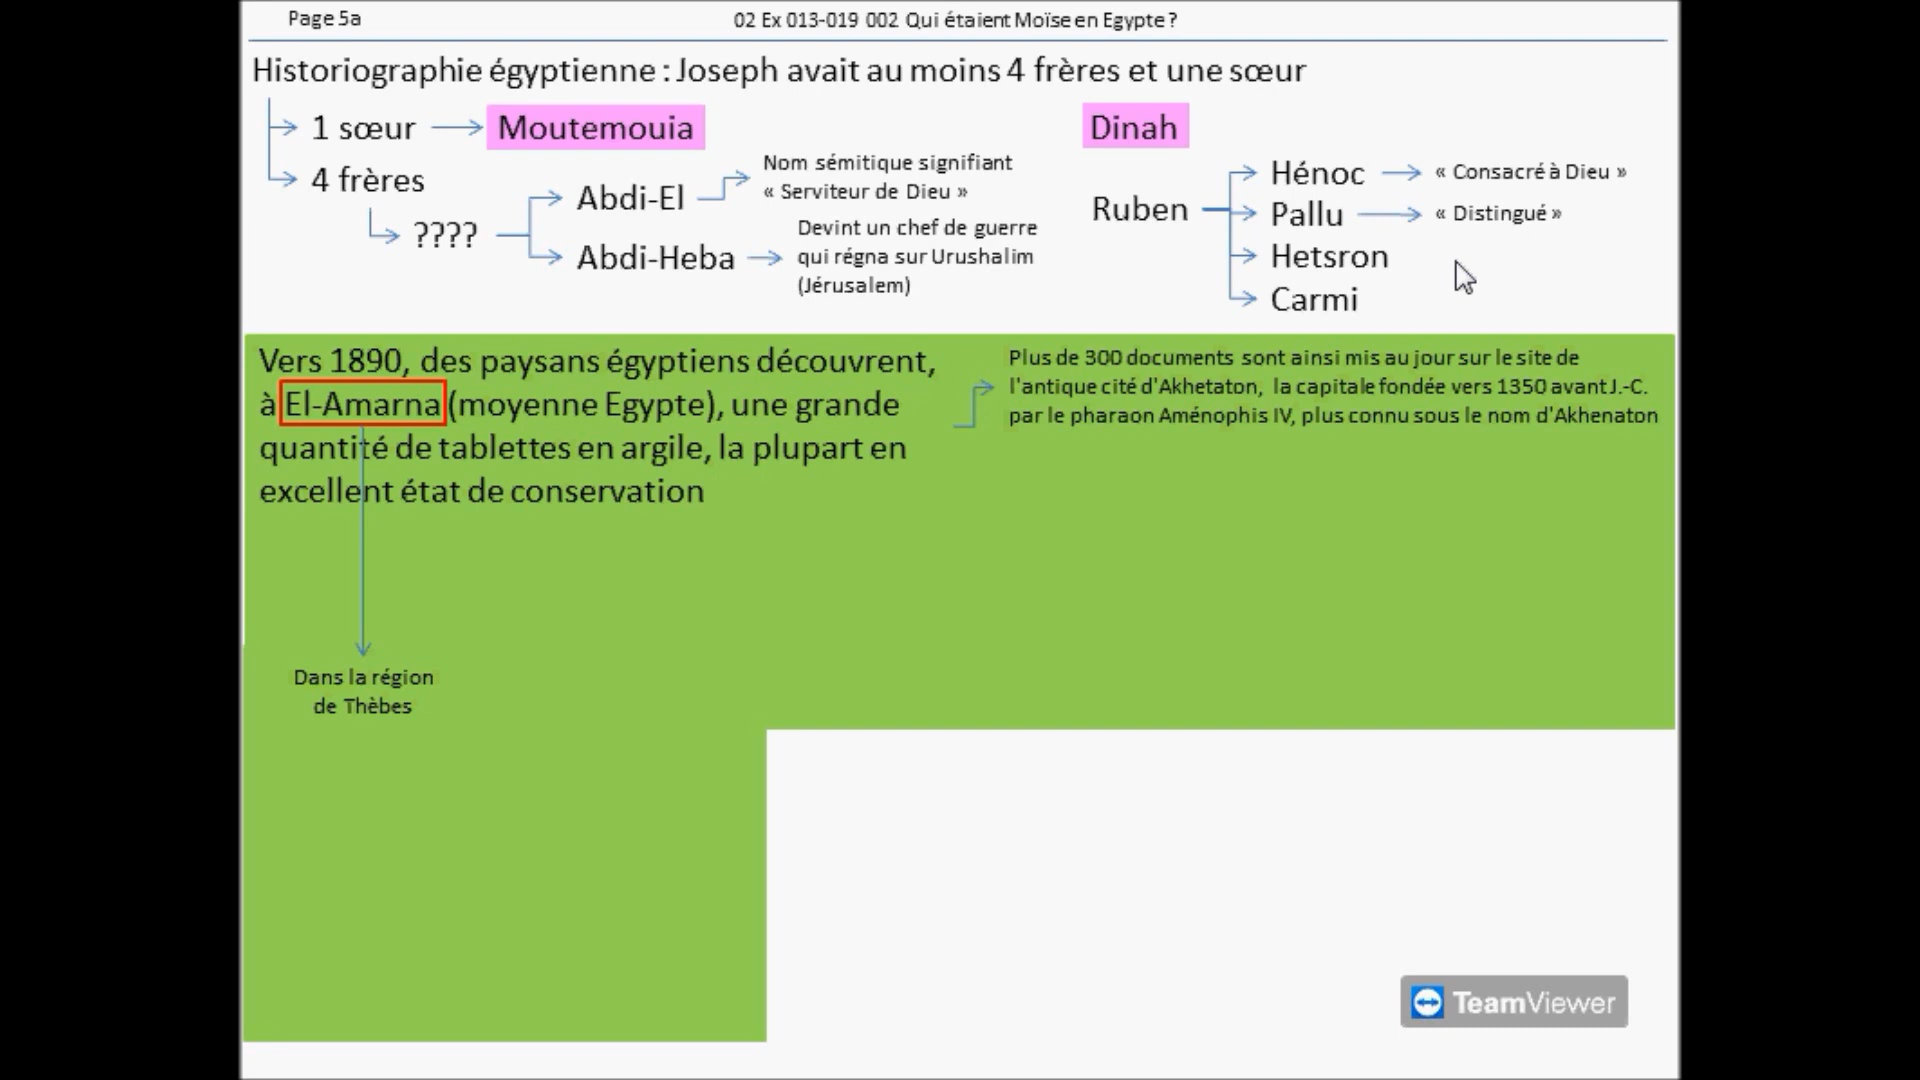 Page 5a
02 Ex 013-019 002 Qui étaient Moïse en Egypte ?
Historiographie égyptienne : Joseph avait au moins 4 frères et une sœur
1 sœur
Moutemouia
Dinah
4 frères
????
Abdi-El
Nom sémitique signifiant
« Serviteur de Dieu »
Abdi-Heba
Devint un chef de guerre
qui régna sur Urushalim
(Jérusalem)
Ruben
Hénoc
« Consacré à Dieu »
Pallu
« Distingué »
Hetsron
Carmi
Vers 1890, des paysans égyptiens découvrent,
à El-Amarna (moyenne Egypte), une grande
quantité de tablettes en argile, la plupart en
excellent état de conservation
Plus de 300 documents sont ainsi mis au jour sur le site de
l'antique cité d'Akhetaton, la capitale fondée vers 1350 avant J.-C.
par le pharaon Aménophis IV, plus connu sous le nom d'Akhenaton
Dans la région
de Thèbes
TeamViewer